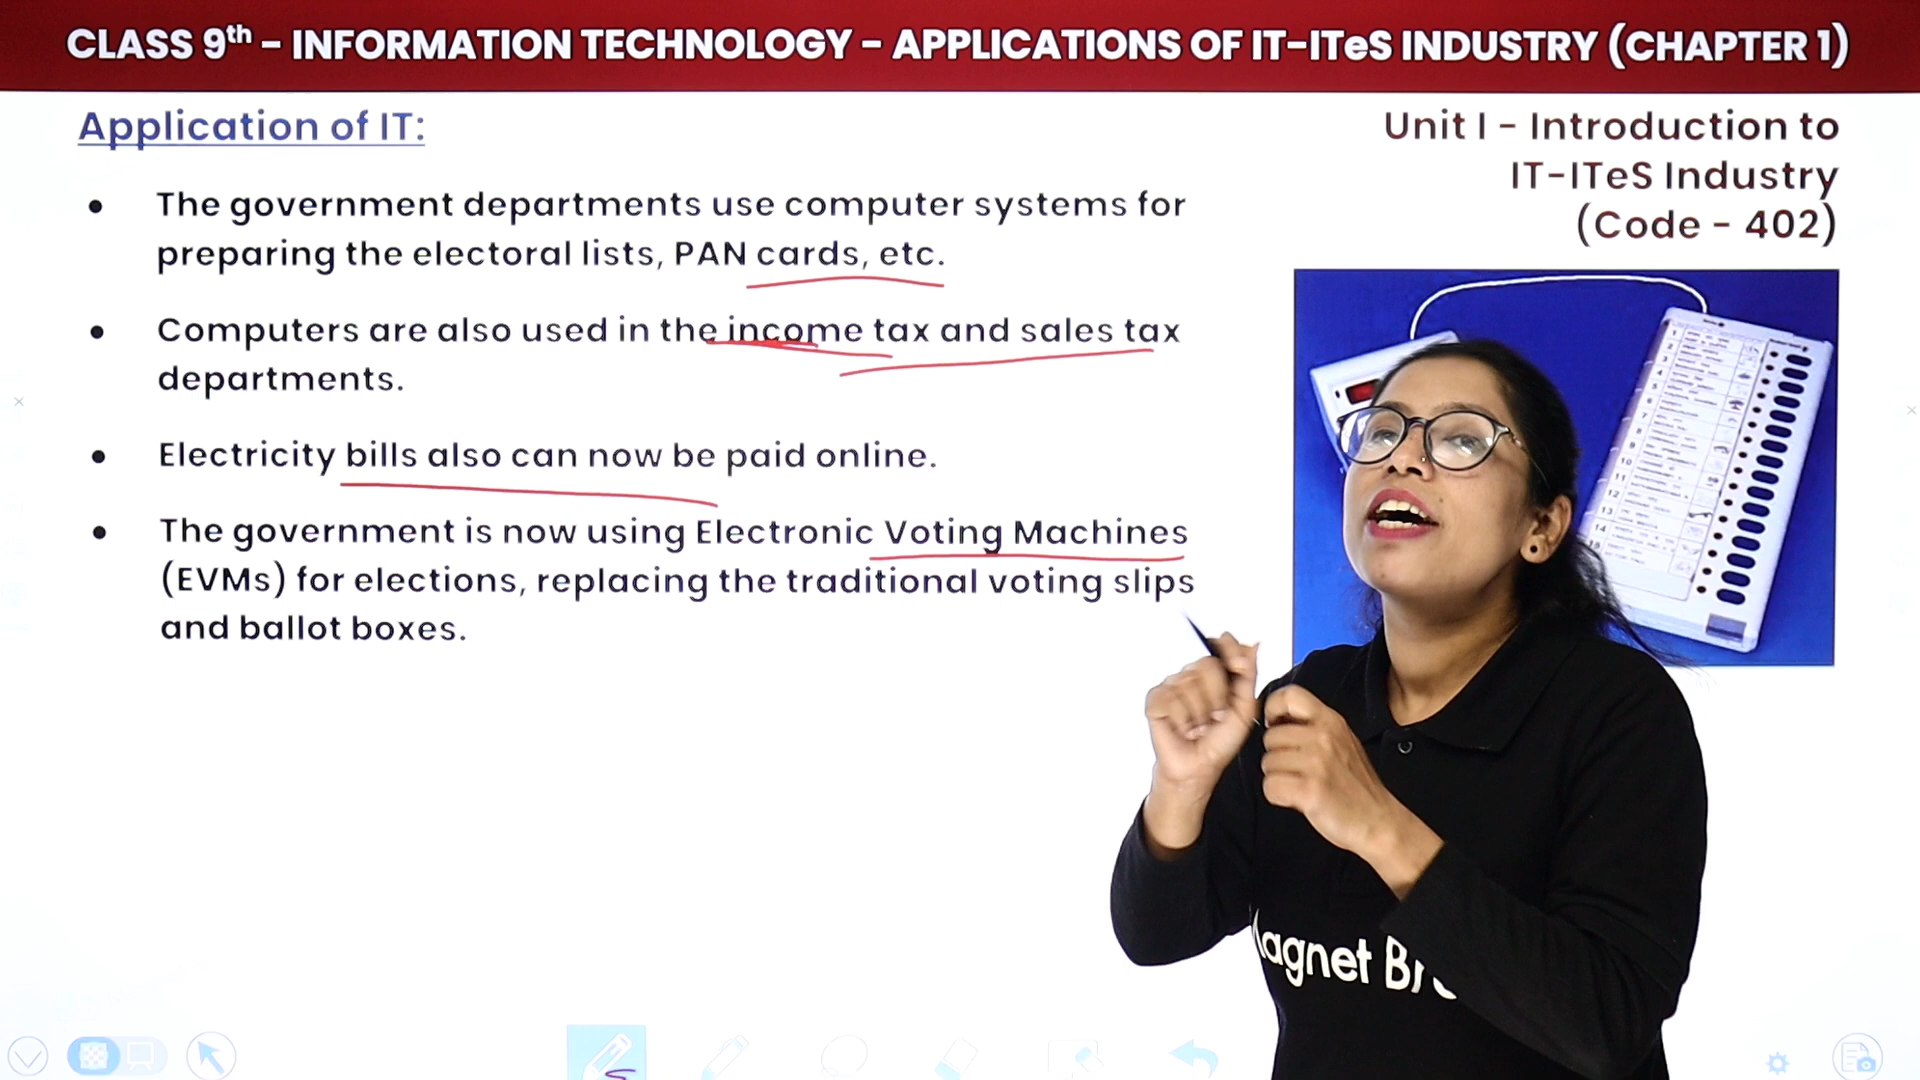 CLASS 9th – INFORMATION TECHNOLOGY – APPLICATIONS OF IT-ITeS INDUSTRY (CHAPTER 1)
Application of IT:
Unit I - Introduction to
IT-ITeS Industry
(Code - 402)
• The government departments use computer systems for
preparing the electoral lists, PAN cards, etc.
• Computers are also used in the income tax and sales tax
departments.
• Electricity bills also can now be paid online.
• The government is now using Electronic Voting Machines
(EVMs) for elections, replacing the traditional voting slips
and ballot boxes.
agnet Br